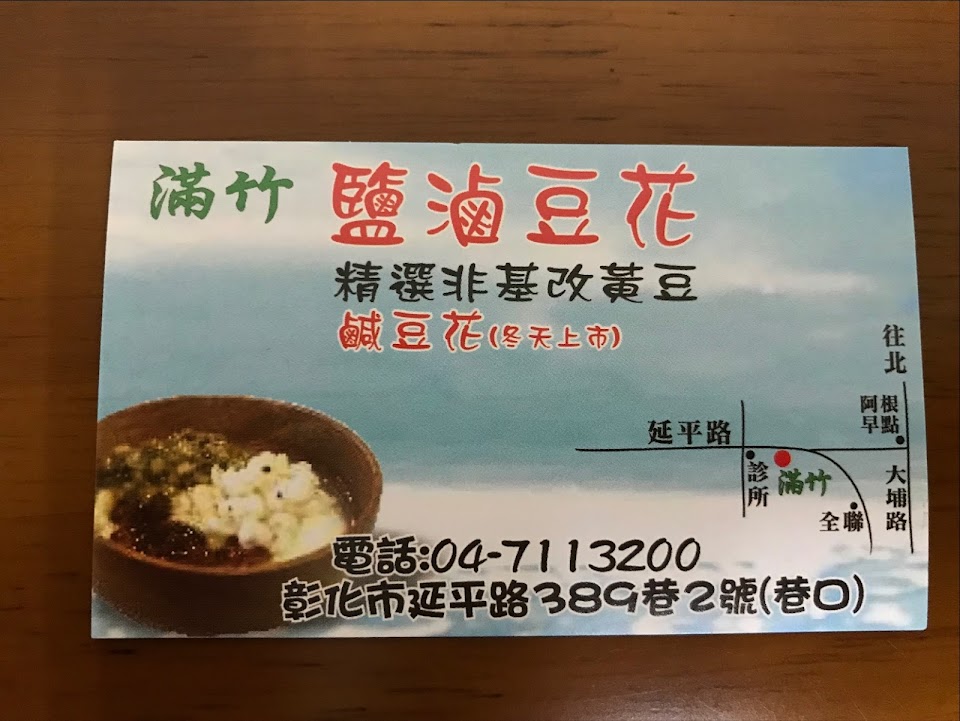 滿竹 鹽滷豆花
精選非基改黃豆
鹹豆花(冬天上市)
往北
阿根早點
延平路
診所
滿竹
全聯
大埔路
電話:04-7113200
彰化市延平路389巷2號(巷口)